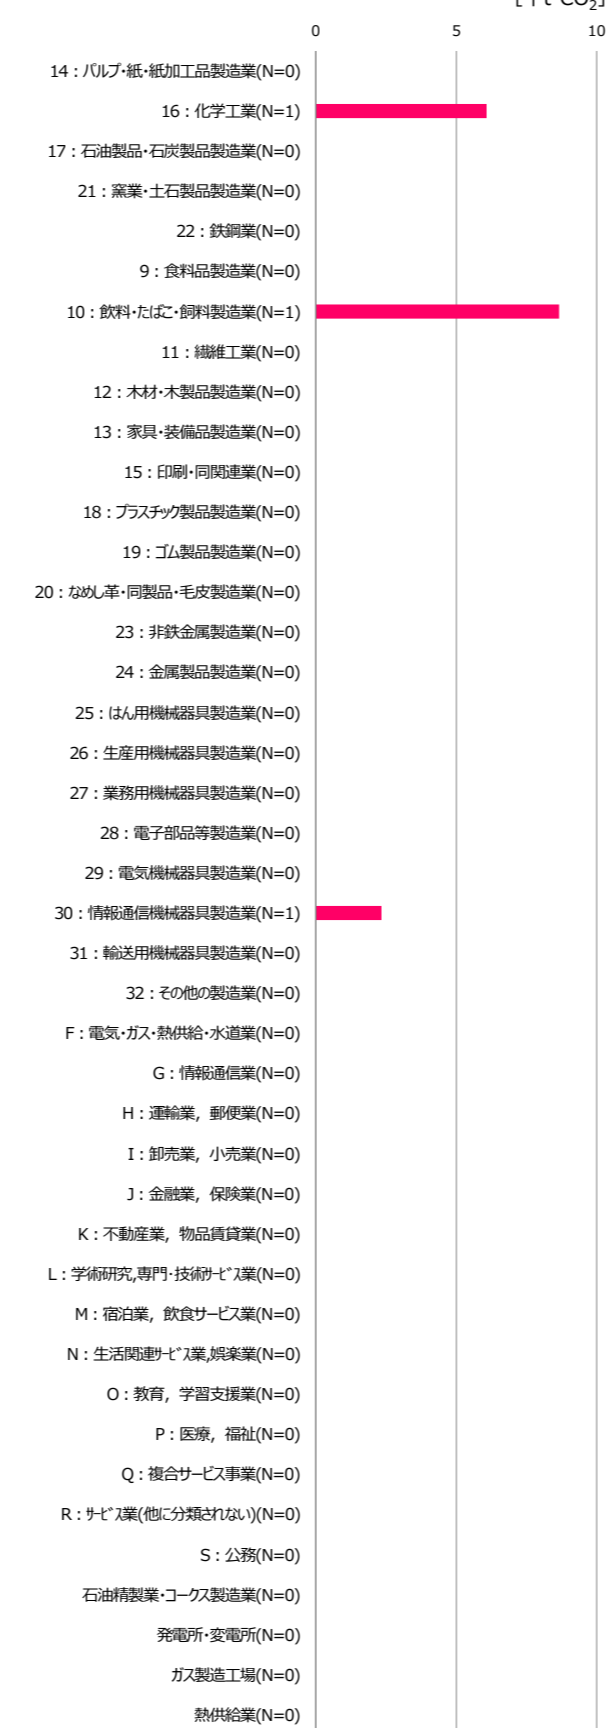 CO2]
0 5 10
14：パルプ・紙・紙加工品製造業(N=0)
16：化学工業(N=1)
17：石油製品・石炭製品製造業(N=0)
21：窯業・土石製品製造業(N=0)
22：鉄鋼業(N=0)
9：食料品製造業(N=0)
10：飲料・たばこ・飼料製造業(N=1)
11：繊維工業(N=0)
12：木材・木製品製造業(N=0)
13：家具・装備品製造業(N=0)
15：印刷・同関連業(N=0)
18：プラスチック製品製造業(N=0)
19：ゴム製品製造業(N=0)
20：なめし革・同製品・毛皮製造業(N=0)
23：非鉄金属製造業(N=0)
24：金属製品製造業(N=0)
25：はん用機械器具製造業(N=0)
26：生産用機械器具製造業(N=0)
27：業務用機械器具製造業(N=0)
28：電子部品等製造業(N=0)
29：電気機械器具製造業(N=0)
30：情報通信機械器具製造業(N=1)
31：輸送用機械器具製造業(N=0)
32：その他の製造業(N=0)
F：電気・ガス・熱供給・水道業(N=0)
G：情報通信業(N=0)
H：運輸業，郵便業(N=0)
I：卸売業，小売業(N=0)
J：金融業，保険業(N=0)
K：不動産業，物品賃貸業(N=0)
L：学術研究,専門・技術ｻｰﾋﾞｽ業(N=0)
M：宿泊業，飲食サービス業(N=0)
N：生活関連ｻｰﾋﾞｽ業,娯楽業(N=0)
O：教育，学習支援業(N=0)
P：医療，福祉(N=0)
Q：複合サービス事業(N=0)
R：ｻｰﾋﾞｽ業(他に分類されない)(N=0)
S：公務(N=0)
石油精製業・コークス製造業(N=0)
発電所・変電所(N=0)
ガス製造工場(N=0)
熱供給業(N=0)